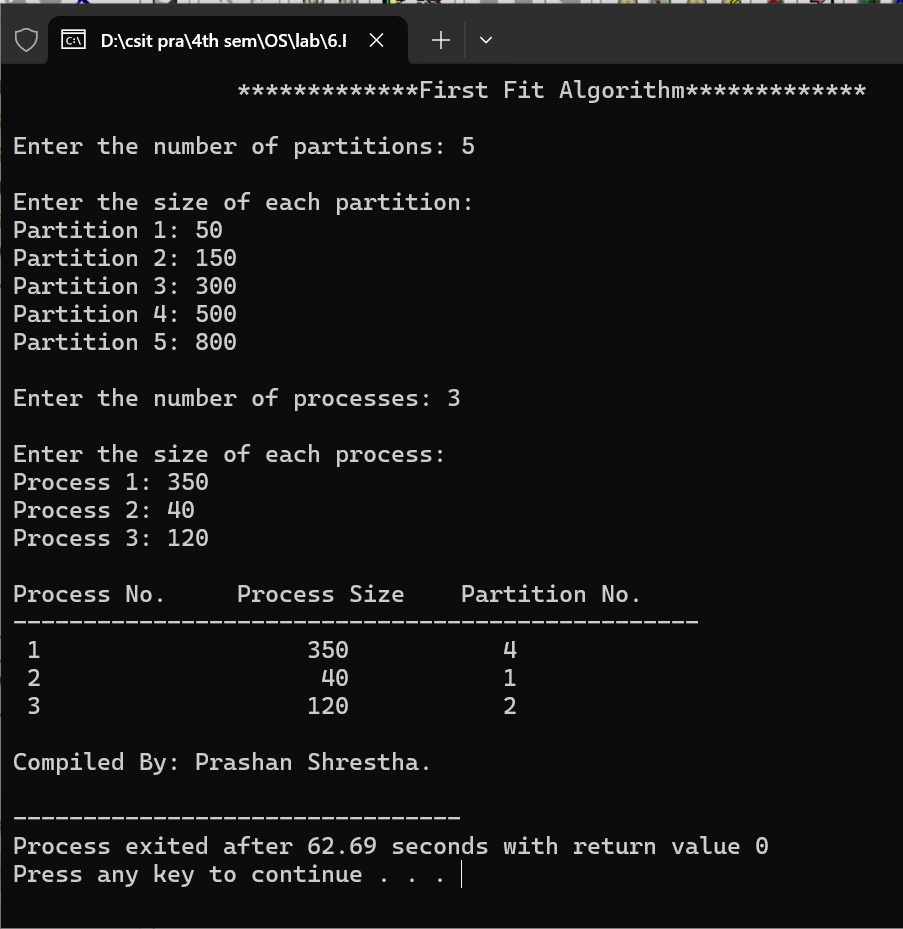 D:\csit pra\4th sem\OS\lab\6.F
*************First Fit Algorithm*************
Enter the number of partitions: 5
Enter the size of each partition:
Partition 1: 50
Partition 2: 150
Partition 3: 300
Partition 4: 500
Partition 5: 800
Enter the number of processes: 3
Enter the size of each process:
Process 1: 350
Process 2: 40
Process 3: 120
Process No. Process Size Partition No.
-------------------------------------------------
1 350 4
2 40 1
3 120 2
Compiled By: Prashan Shrestha.
--------------------------------
Process exited after 62.69 seconds with return value 0
Press any key to continue . . .